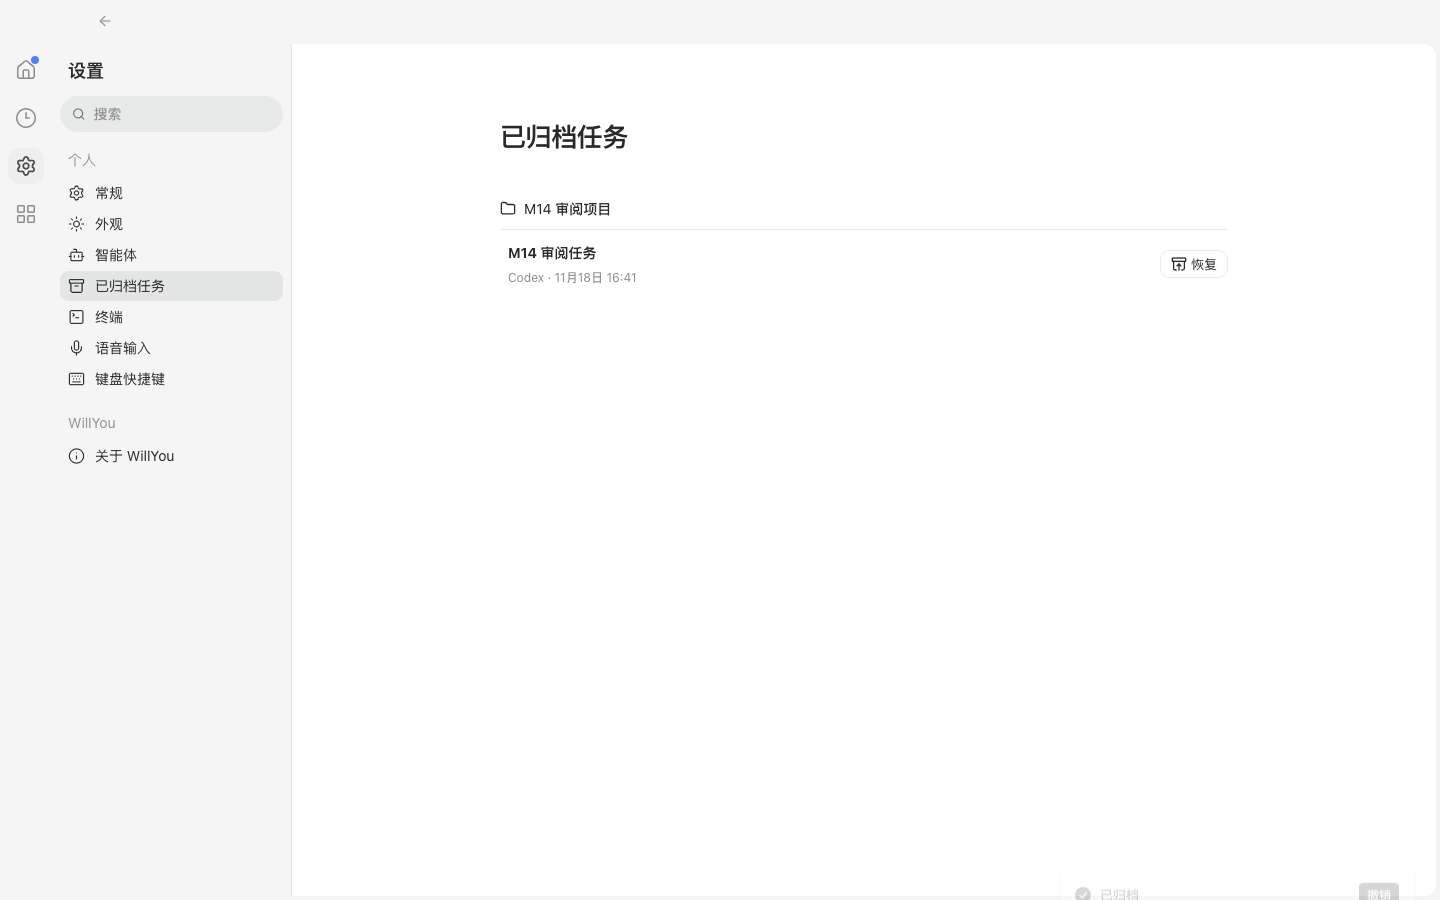 设置
搜索
个人
常规
外观
智能体
已归档任务
终端
语音输入
键盘快捷键
WillYou
关于 WillYou
已归档任务
M14 审阅项目
M14 审阅任务
Codex · 11月18日 16:41
恢复
已归档
撤销